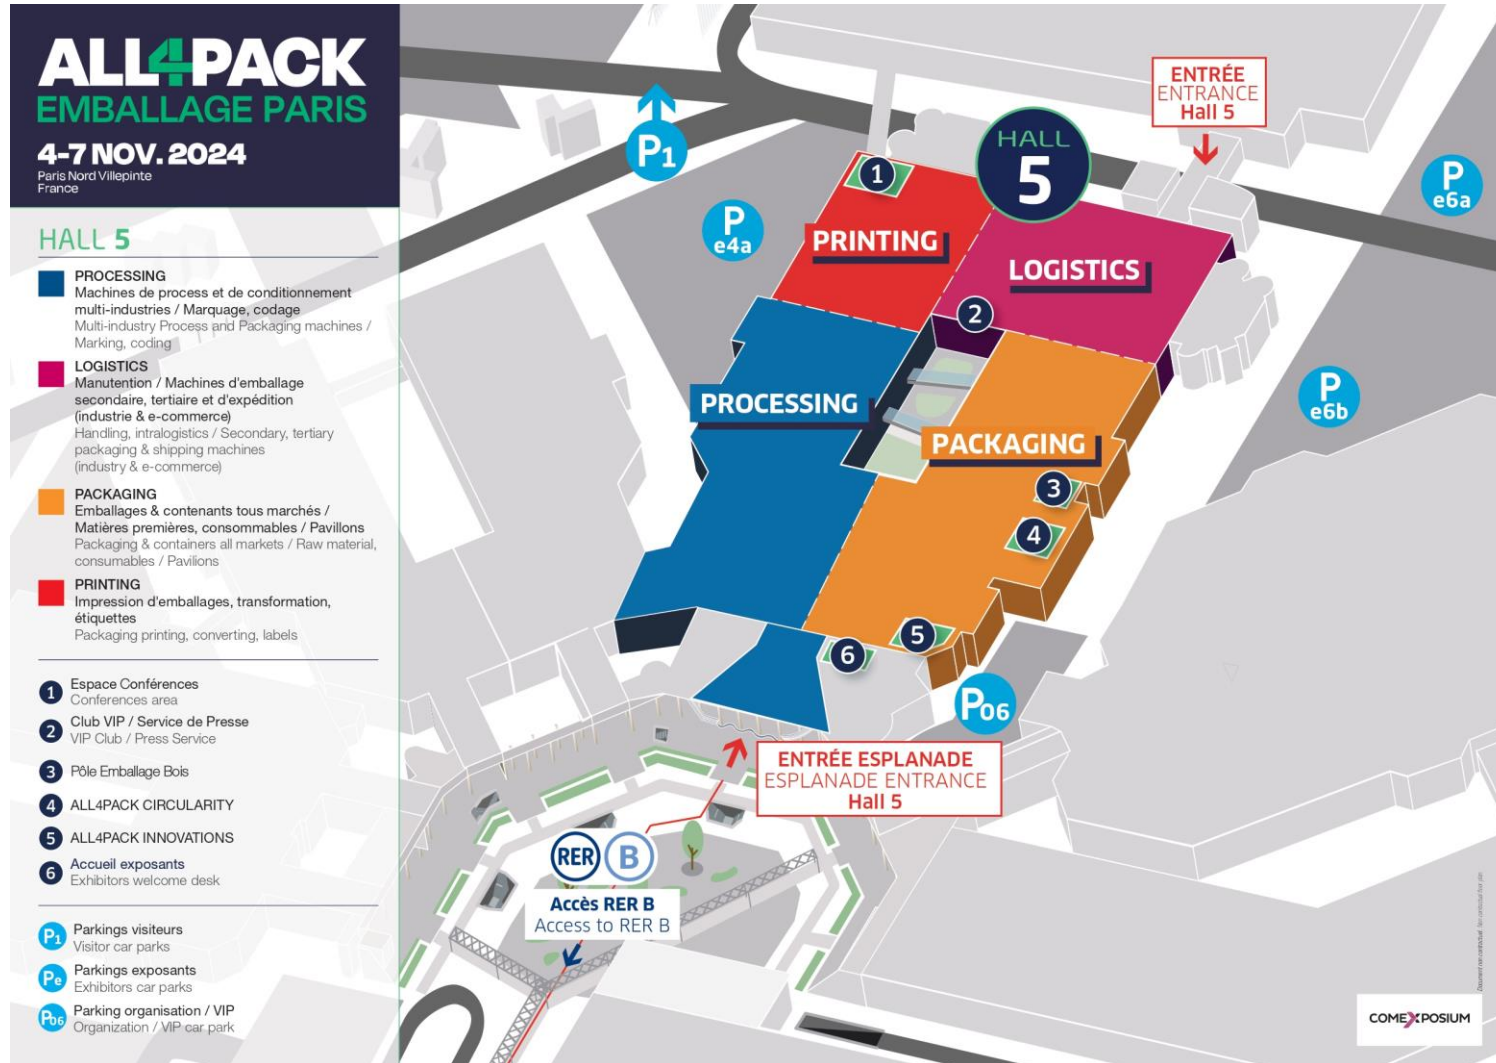 ALL4PACK
EMBALLAGE PARIS
4-7 NOV. 2024
Paris Nord Villepinte
France
HALL 5
PROCESSING
Machines de process et de conditionnement
multi-industries / Marquage, codage
Multi-industry Process and Packaging machines /
Marking, coding
LOGISTICS
Manutention / Machines d'emballage
secondaire, tertiaire et d'expédition
(industrie & e-commerce)
Handling, intralogistics / Secondary, tertiary
packaging & shipping machines
(industry & e-commerce)
PACKAGING
Emballages & contenants tous marchés /
Matières premières, consommables / Pavillons
Packaging & containers all markets / Raw material,
consumables / Pavilions
PRINTING
Impression d'emballages, transformation,
étiquettes
Packaging printing, converting, labels
1 Espace Conférences
Conferences area
2 Club VIP / Service de Presse
VIP Club / Press Service
3 Pôle Emballage Bois
4 ALL4PACK CIRCULARITY
5 ALL4PACK INNOVATIONS
6 Accueil exposants
Exhibitors welcome desk
P1 Parkings visiteurs
Visitor car parks
Pe Parkings exposants
Exhibitors car parks
P06 Parking organisation / VIP
Organization / VIP car park
P1
P
e4a
ENTRÉE
ENTRANCE
Hall 5
HALL
5
P
e6a
1
PRINTING
LOGISTICS
2
P
e6b
PROCESSING
PACKAGING
3
4
5
6
P06
ENTRÉE ESPLANADE
ESPLANADE ENTRANCE
Hall 5
RER B
Accès RER B
Access to RER B
COMEXPOSIUM